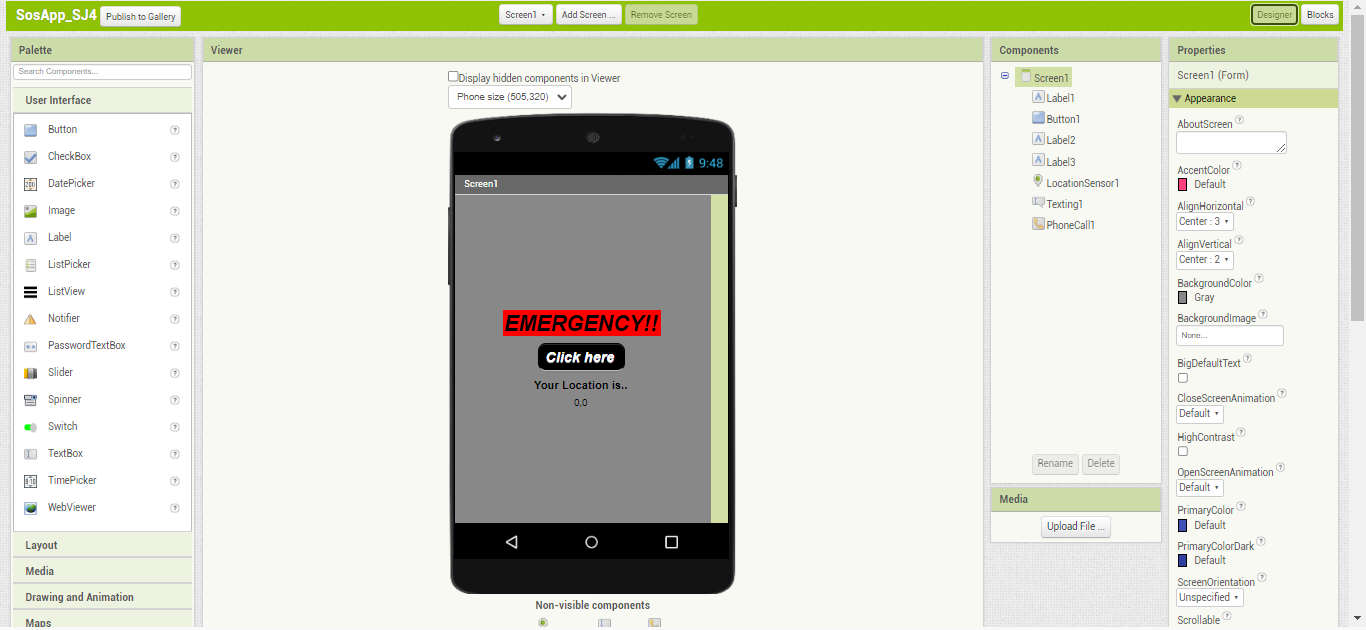 SosApp_SJ4
Publish to Gallery
Screen1
Add Screen ...
Remove Screen
Designer
Blocks
Palette
Search Components...
User Interface
Button
?
CheckBox
?
DatePicker
?
Image
?
Label
?
ListPicker
?
ListView
?
Notifier
?
PasswordTextBox
?
Slider
?
Spinner
?
Switch
?
TextBox
?
TimePicker
?
WebViewer
?
Layout
Media
Drawing and Animation
Maps
Viewer
Display hidden components in Viewer
Phone size (505,320)
9:48
Screen1
EMERGENCY!!
Click here
Your Location is..
0,0
Non-visible components
Components
Screen1
A Label1
Button1
A Label2
A Label3
LocationSensor1
Texting1
PhoneCall1
Rename
Delete
Media
Upload File ...
Properties
Screen1 (Form)
Appearance
AboutScreen ?
AccentColor ?
Default
AlignHorizontal ?
Center : 3
AlignVertical ?
Center : 2
BackgroundColor ?
Gray
BackgroundImage ?
None...
BigDefaultText ?
CloseScreenAnimation ?
Default
HighContrast ?
OpenScreenAnimation ?
Default
PrimaryColor ?
Default
PrimaryColorDark ?
Default
ScreenOrientation ?
Unspecified
Scrollable ?